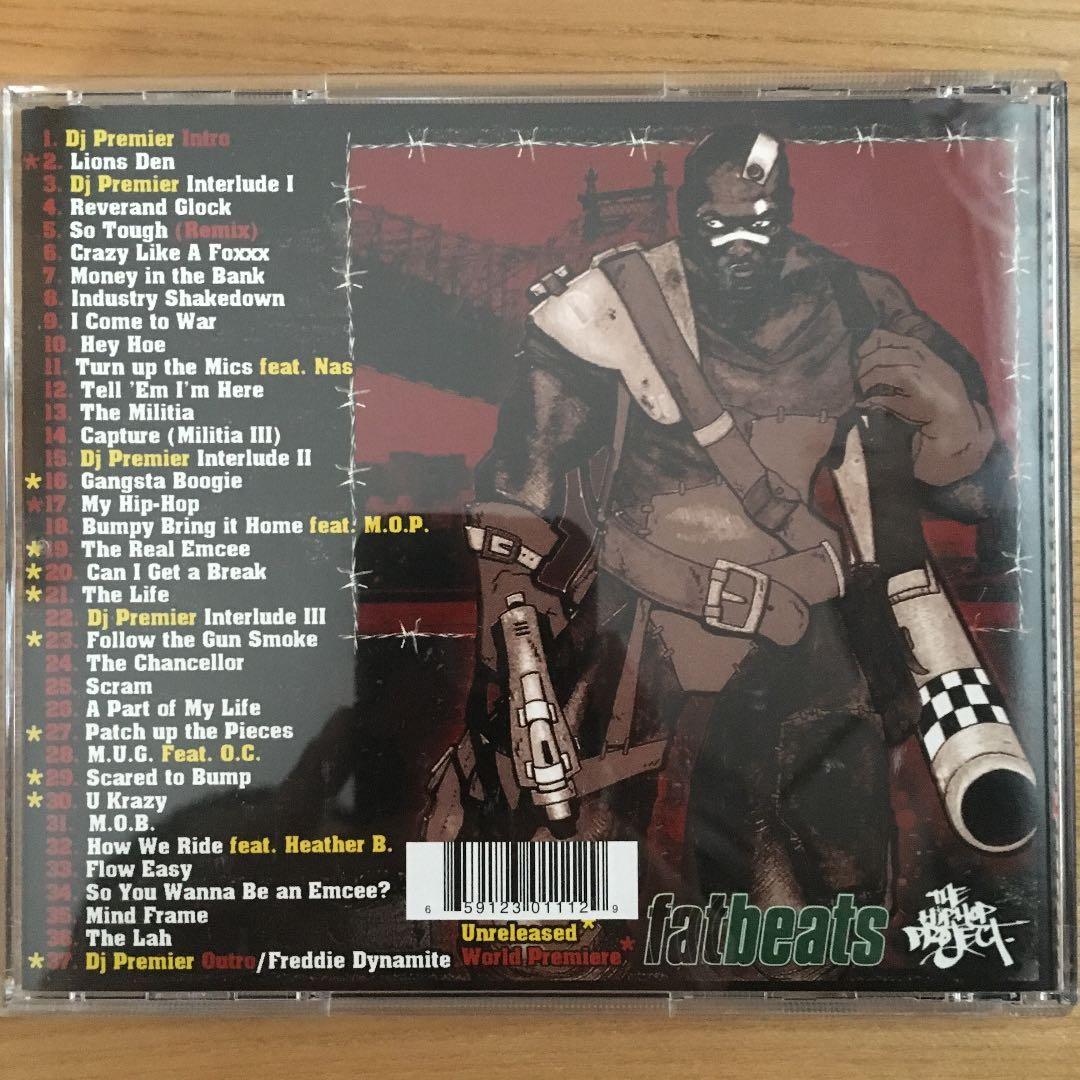 1. Dj Premier Intro
*2. Lions Den
3. Dj Premier Interlude I
4. Reverand Glock
5. So Tough (Remix)
6. Crazy Like A Foxxx
7. Money in the Bank
8. Industry Shakedown
9. I Come to War
10. Hey Hoe
11. Turn up the Mics feat. Nas
12. Tell 'Em I'm Here
13. The Militia
14. Capture (Militia III)
15. Dj Premier Interlude II
*16. Gangsta Boogie
*17. My Hip-Hop
18. Bumpy Bring it Home feat. M.O.P.
*19. The Real Emcee
*20. Can I Get a Break
*21. The Life
22. Dj Premier Interlude III
*23. Follow the Gun Smoke
24. The Chancellor
25. Scram
26. A Part of My Life
*27. Patch up the Pieces
28. M.U.G. Feat. O.C.
*29. Scared to Bump
*30. U Krazy
31. M.O.B.
32. How We Ride feat. Heather B.
33. Flow Easy
34. So You Wanna Be an Emcee?
35. Mind Frame
36. The Lah
*37. Dj Premier Outro/Freddie Dynamite
6 59123 01112 9
Unreleased*
World Premiere*
fatbeats
THE
HIP HOP
PROJECT